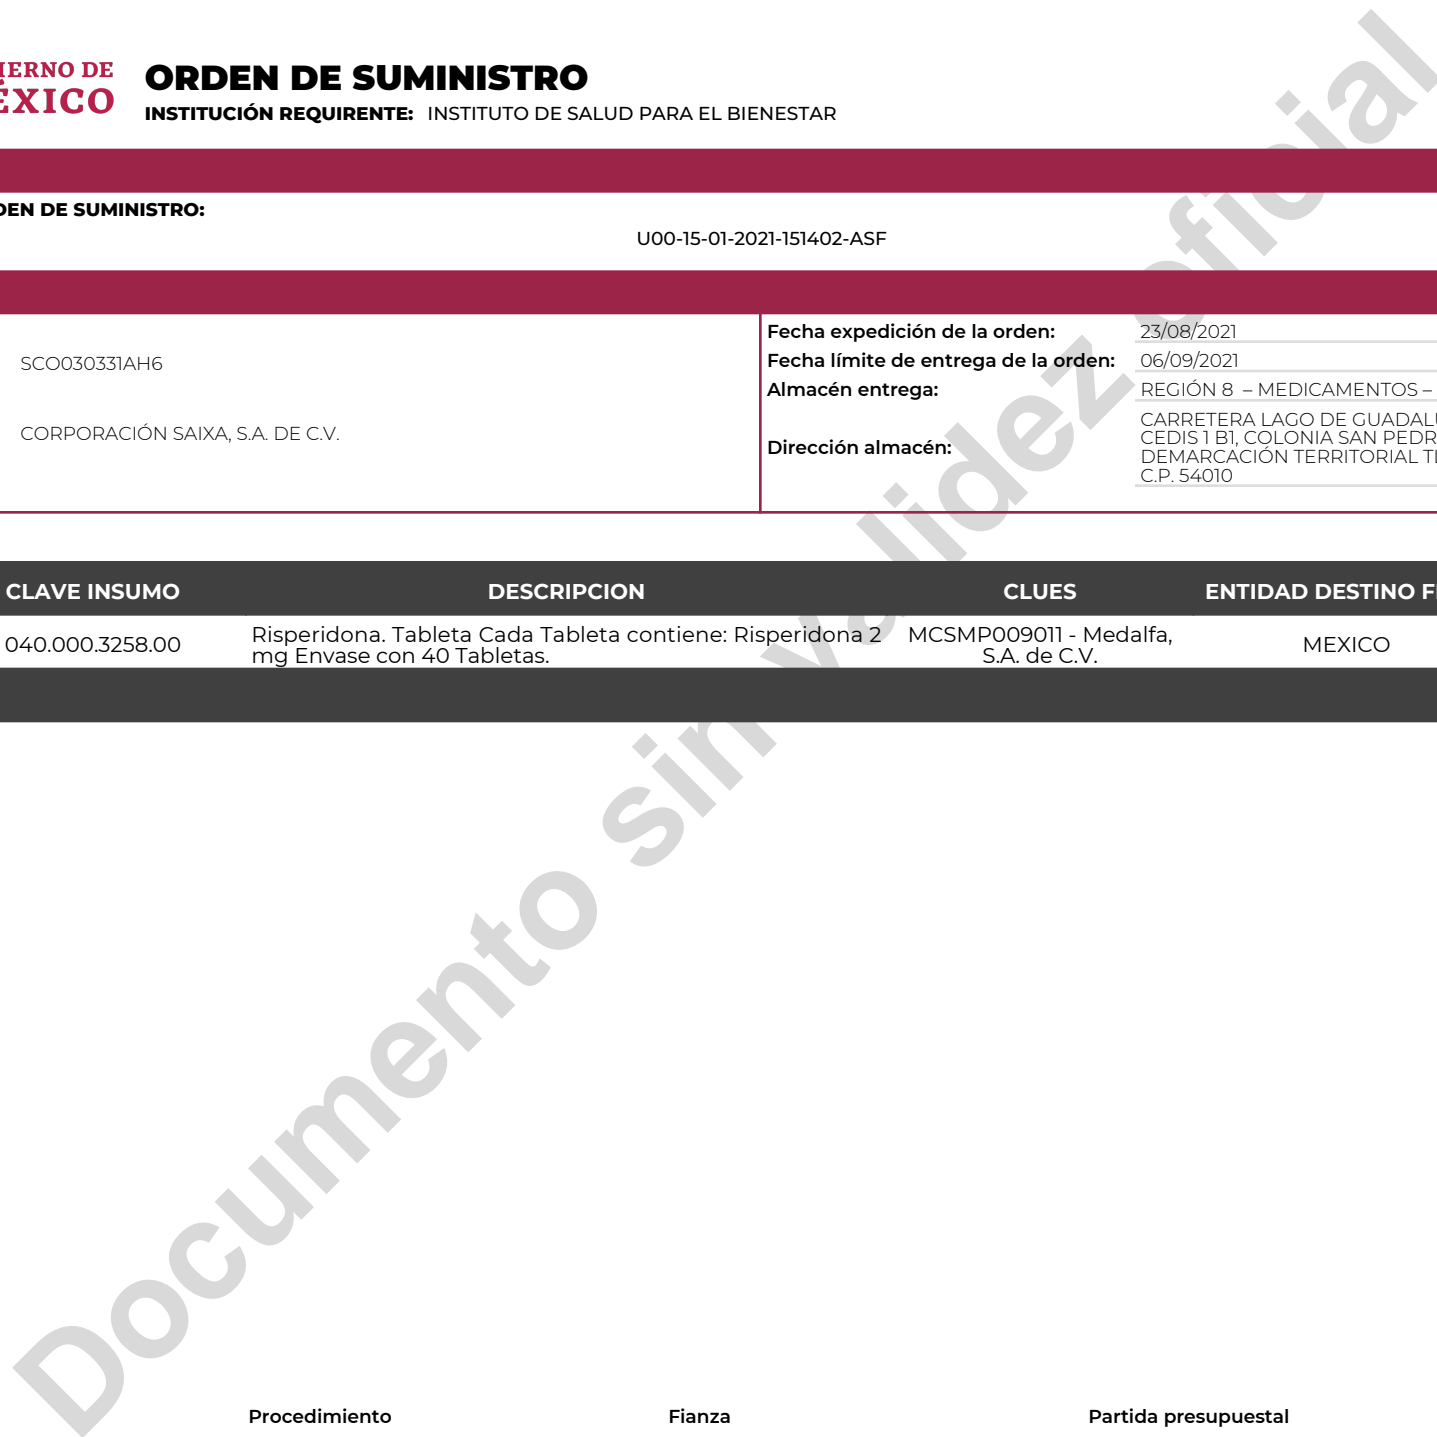 IERNO DE
ÉXICO
ORDEN DE SUMINISTRO
INSTITUCIÓN REQUIRENTE: INSTITUTO DE SALUD PARA EL BIENESTAR
DEN DE SUMINISTRO:
U00-15-01-2021-151402-ASF
SCO030331AH6
CORPORACIÓN SAIXA, S.A. DE C.V.
Fecha expedición de la orden: 23/08/2021
Fecha límite de entrega de la orden: 06/09/2021
Almacén entrega: REGIÓN 8 – MEDICAMENTOS –
Dirección almacén:
CARRETERA LAGO DE GUADALU
CEDIS 1 B1, COLONIA SAN PEDR
DEMARCACIÓN TERRITORIAL TL
C.P. 54010
CLAVE INSUMO DESCRIPCION CLUES ENTIDAD DESTINO F
040.000.3258.00
Risperidona. Tableta Cada Tableta contiene: Risperidona 2
mg Envase con 40 Tabletas.
MCSMP009011 - Medalfa,
S.A. de C.V.
MEXICO
Documento sin validez oficial
Procedimiento Fianza Partida presupuestal